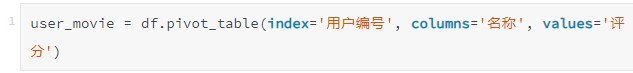 1 user_movie = df.pivot_table(index='用户编号', columns='名称', values='评
分')